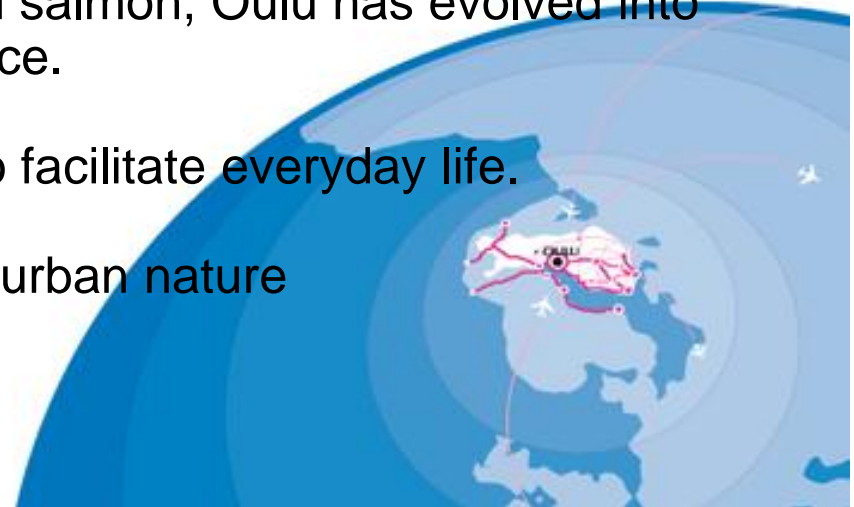 salmon, Oulu has evolved into
ce.
facilitate everyday life.
urban nature
OULU